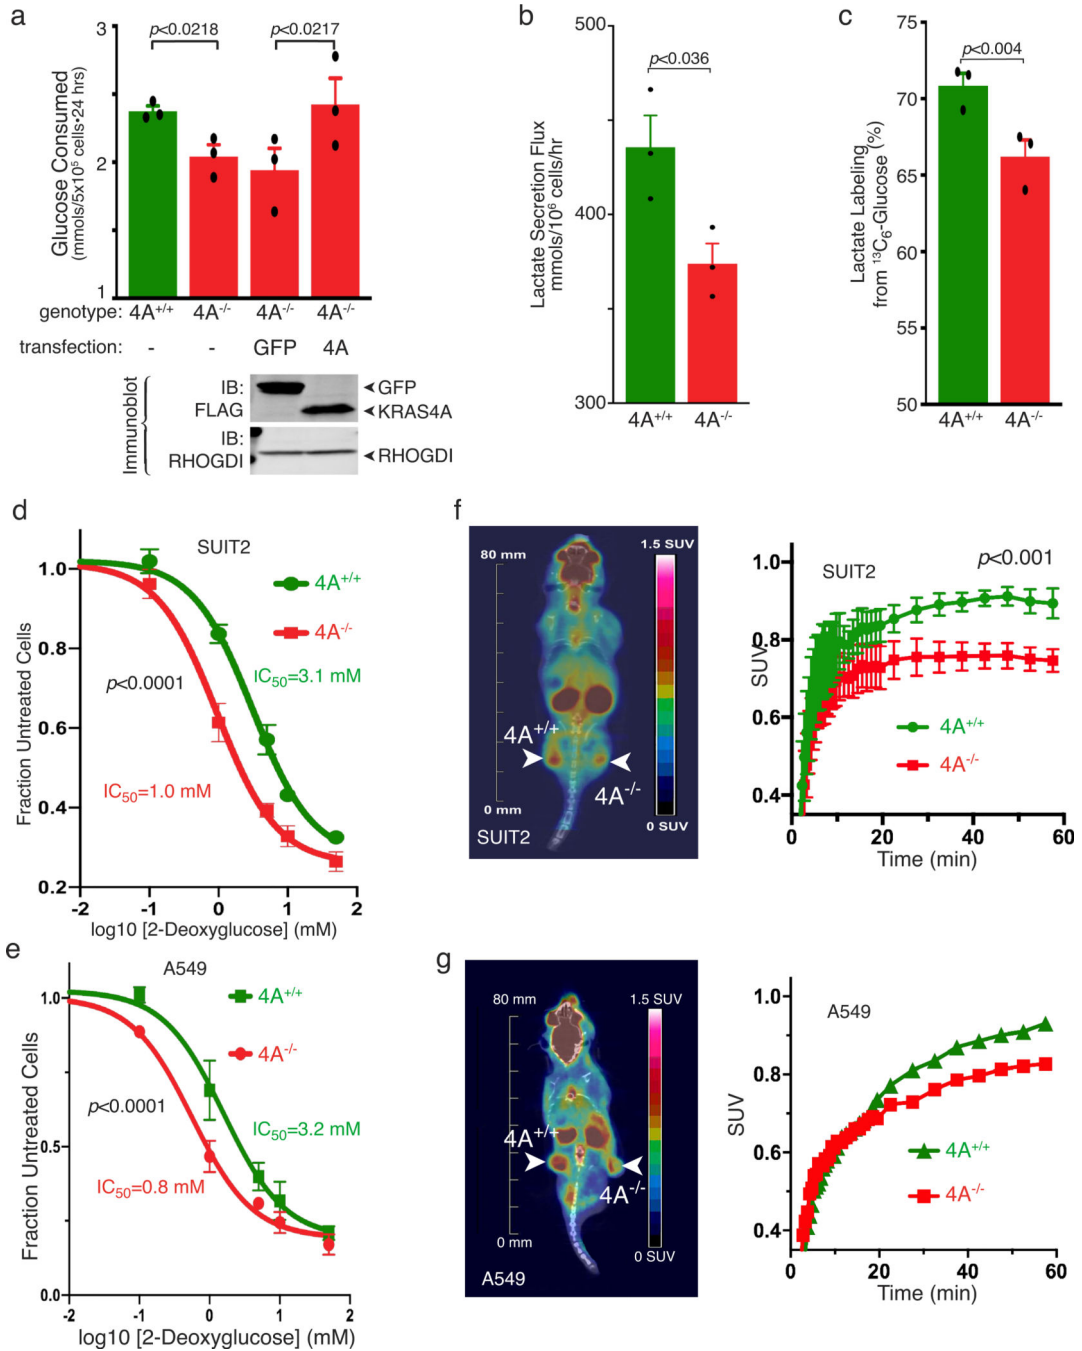 a
p<0.0218
p<0.0217
3
2
1
Glucose Consumed
(mmols/5x10⁵ cells•24 hrs)
genotype: 4A+/+ 4A-/- 4A-/- 4A-/-
transfection: - - GFP 4A
Immunoblot
IB:
FLAG
GFP
KRAS4A
IB:
RHOGDI
RHOGDI
b
500
400
300
p<0.036
Lactate Secretion Flux
mmols/10⁶ cells/hr
4A+/+ 4A-/-
c
75
70
65
60
55
50
p<0.004
Lactate Labeling
from ¹³C₆-Glucose (%)
4A+/+ 4A-/-
d
SUIT2
1.0
0.8
0.6
0.4
0.2
4A+/+
4A-/-
IC₅₀=3.1 mM
p<0.0001
IC₅₀=1.0 mM
Fraction Untreated Cells
-2 -1 0 1 2
log10 [2-Deoxyglucose] (mM)
e
A549
1.0
0.5
0.0
4A+/+
4A-/-
p<0.0001
IC₅₀=3.2 mM
IC₅₀=0.8 mM
Fraction Untreated Cells
-2 -1 0 1 2
log10 [2-Deoxyglucose] (mM)
f
80 mm
1.5 SUV
4A+/+
4A-/-
0 mm
0 SUV
SUIT2
SUIT2
p<0.001
1.0
0.8
0.6
0.4
SUV
4A+/+
4A-/-
0 20 40 60
Time (min)
g
80 mm
1.5 SUV
4A+/+
4A-/-
0 mm
0 SUV
A549
A549
1.0
0.8
0.6
0.4
SUV
4A+/+
4A-/-
0 20 40 60
Time (min)